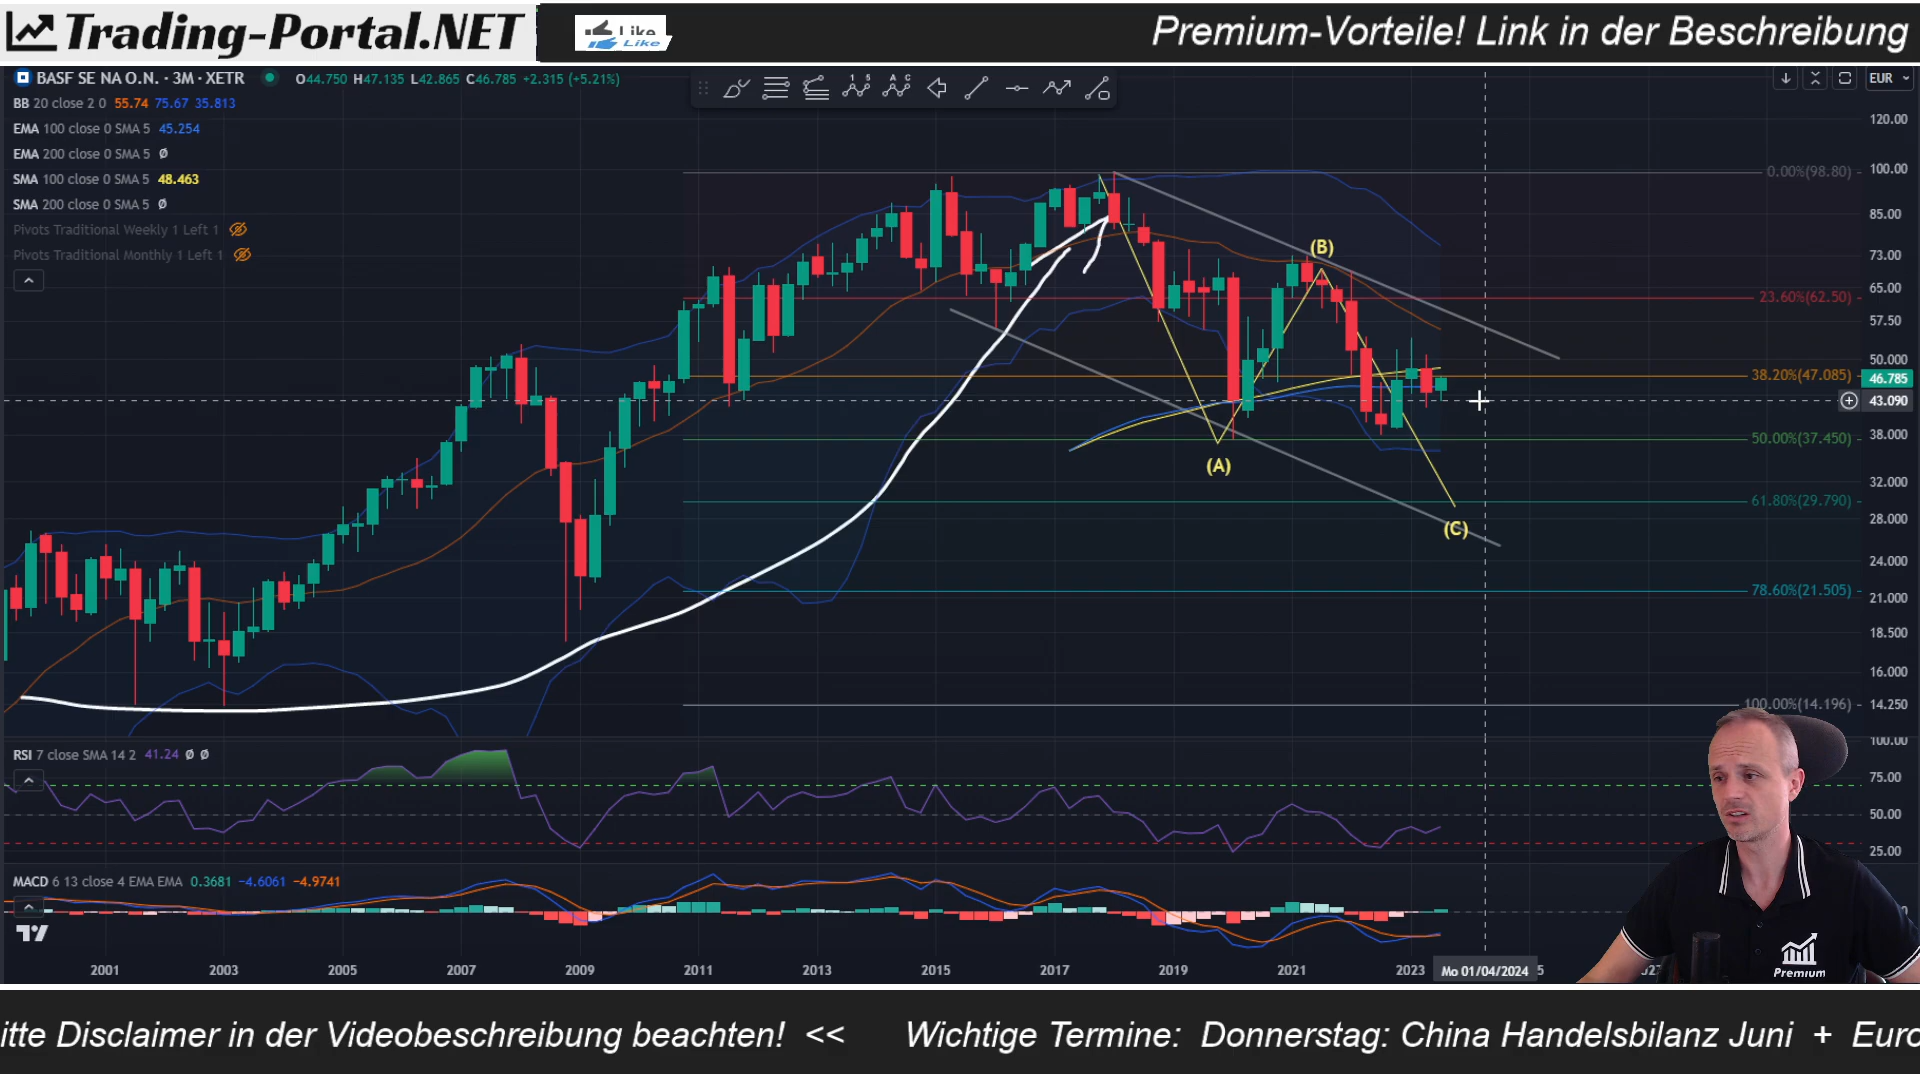 Trading-Portal.NET
Like
Like
Premium-Vorteile! Link in der Beschreibung
BASF SE NA O.N. · 3M · XETR O44.750 H47.135 L42.865 C46.785 +2.315 (+5.21%)
EUR
BB 20 close 2 0 55.74 75.67 35.813
EMA 100 close 0 SMA 5 45.254
EMA 200 close 0 SMA 5 Ø
SMA 100 close 0 SMA 5 48.463
SMA 200 close 0 SMA 5 Ø
Pivots Traditional Weekly 1 Left 1
Pivots Traditional Monthly 1 Left 1
1 5
A C
120.00
100.00
85.00
73.00
65.00
57.50
50.000
46.785
43.090
38.000
32.000
28.000
24.000
21.000
18.500
16.000
14.250
0.00%(98.80)
23.60%(62.50)
38.20%(47.085)
50.00%(37.450)
61.80%(29.790)
78.60%(21.505)
100.00%(14.196)
(B)
(A)
(C)
RSI 7 close SMA 14 2 41.24 Ø Ø
100.00
75.00
50.00
25.00
MACD 6 13 close 4 EMA EMA 0.3681 −4.6061 −4.9741
2001 2003 2005 2007 2009 2011 2013 2015 2017 2019 2021 2023 Mo 01/04/2024
Premium
itte Disclaimer in der Videobeschreibung beachten! << Wichtige Termine: Donnerstag: China Handelsbilanz Juni + Euro